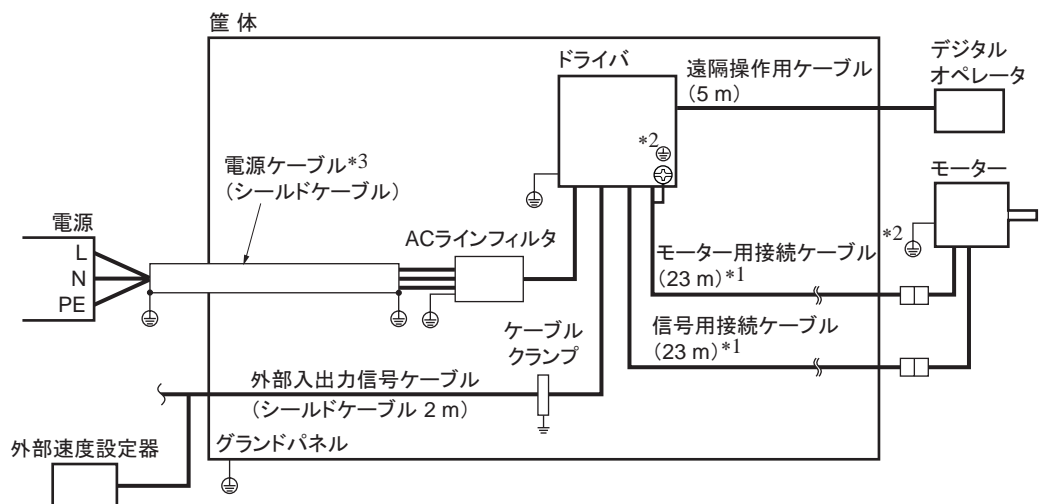 筐 体
ドライバ
遠隔操作用ケーブル
(5 m)
デジタル
オペレータ
*2
電源ケーブル*3
(シールドケーブル)
モーター
電源
L
N
PE
ACラインフィルタ
*2
モーター用接続ケーブル
(23 m)*1
ケーブル
クランプ
信号用接続ケーブル
(23 m)*1
外部入出力信号ケーブル
(シールドケーブル 2 m)
グランドパネル
外部速度設定器